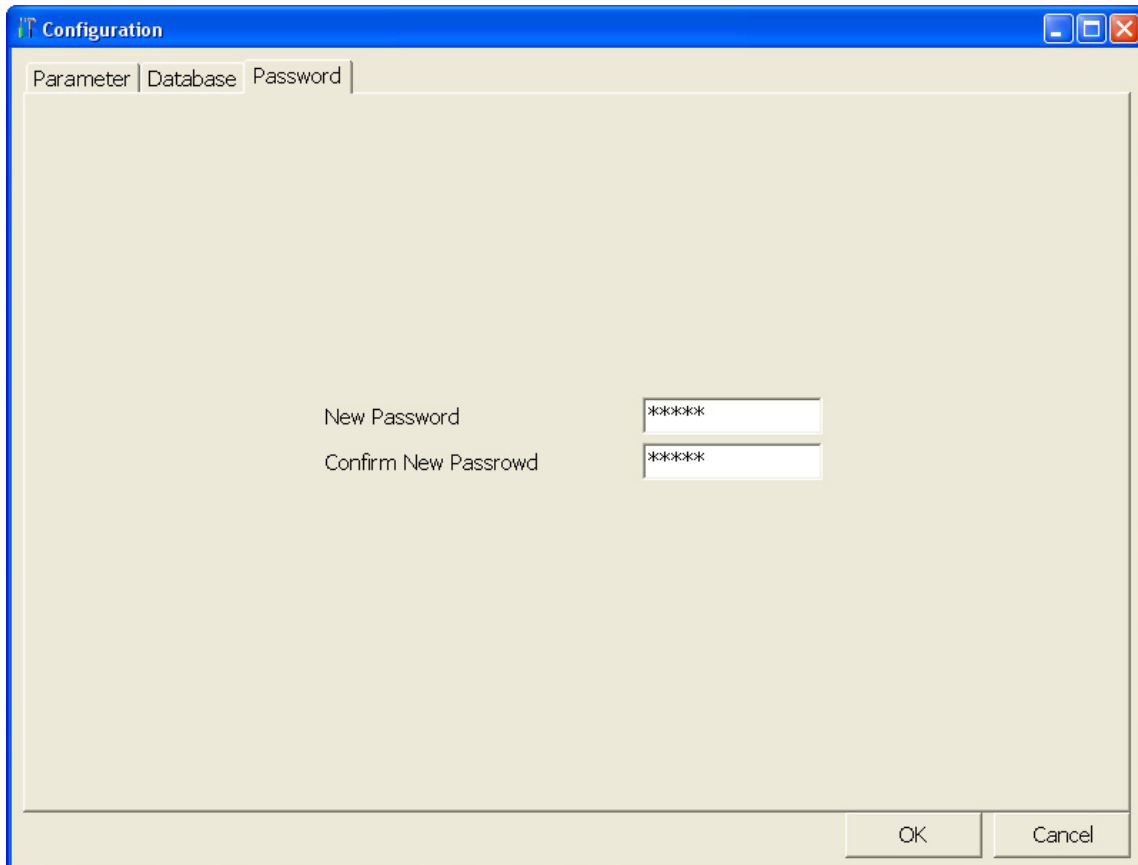 Configuration
Parameter Database Password
New Password *****
Confirm New Passrowd *****
OK Cancel